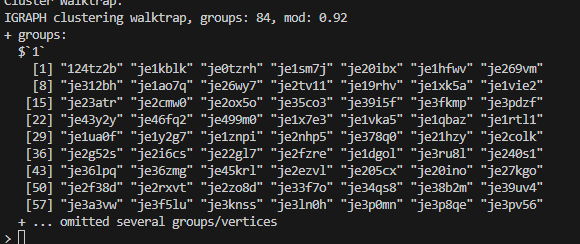 Cluster Walktrap:
IGRAPH clustering walktrap, groups: 84, mod: 0.92
+ groups:
  $`1`
    [1] "124tz2b" "je1kblk" "je0tzrh" "je1sm7j" "je20ibx" "je1hfwv" "je269vm"
    [8] "je312bh" "je1ao7q" "je26wy7" "je2tv11" "je19rhv" "je1xk5a" "je1vie2"
   [15] "je23atr" "je2cmw0" "je2ox5o" "je35co3" "je39i5f" "je3fkmp" "je3pdzf"
   [22] "je43y2y" "je46fq2" "je499m0" "je1x7e3" "je1vka5" "je1qbaz" "je1rtl1"
   [29] "je1ua0f" "je1y2g7" "je1znpi" "je2nhp5" "je378q0" "je21hzy" "je2colk"
   [36] "je2g52s" "je2i6cs" "je22gl7" "je2fzre" "je1dgol" "je3ru8l" "je240s1"
   [43] "je36lpq" "je36zmg" "je45krl" "je2ezvl" "je205cx" "je20ino" "je27kgo"
   [50] "je2f38d" "je2rxvt" "je2zo8d" "je33f7o" "je34qs8" "je38b2m" "je39uv4"
   [57] "je3a3vw" "je3f5lu" "je3knss" "je3ln0h" "je3p0mn" "je3p8qe" "je3pv56"
  + ... omitted several groups/vertices
>